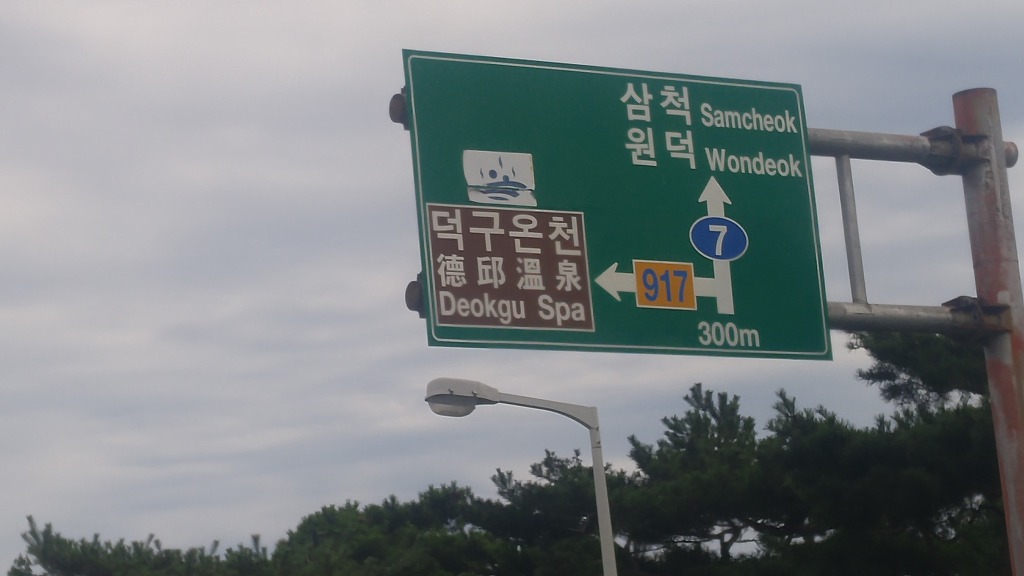 삼척 Samcheok
원덕 Wondeok
7
덕구온천
德邱溫泉
Deokgu Spa
917
300m